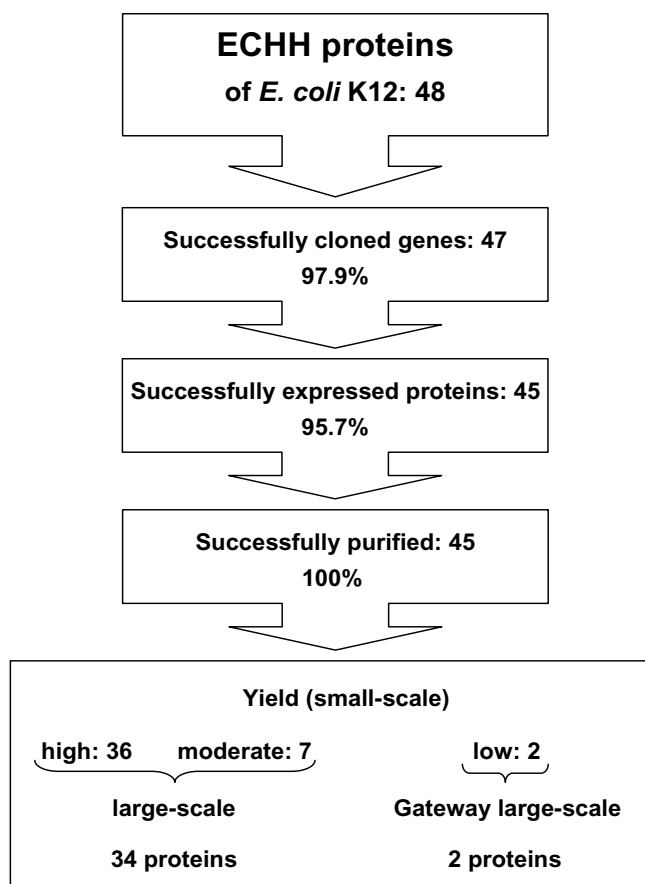 ECHH proteins
of E. coli K12: 48
Successfully cloned genes: 47
97.9%
Successfully expressed proteins: 45
95.7%
Successfully purified: 45
100%
Yield (small-scale)
high: 36 moderate: 7 low: 2
large-scale Gateway large-scale
34 proteins 2 proteins